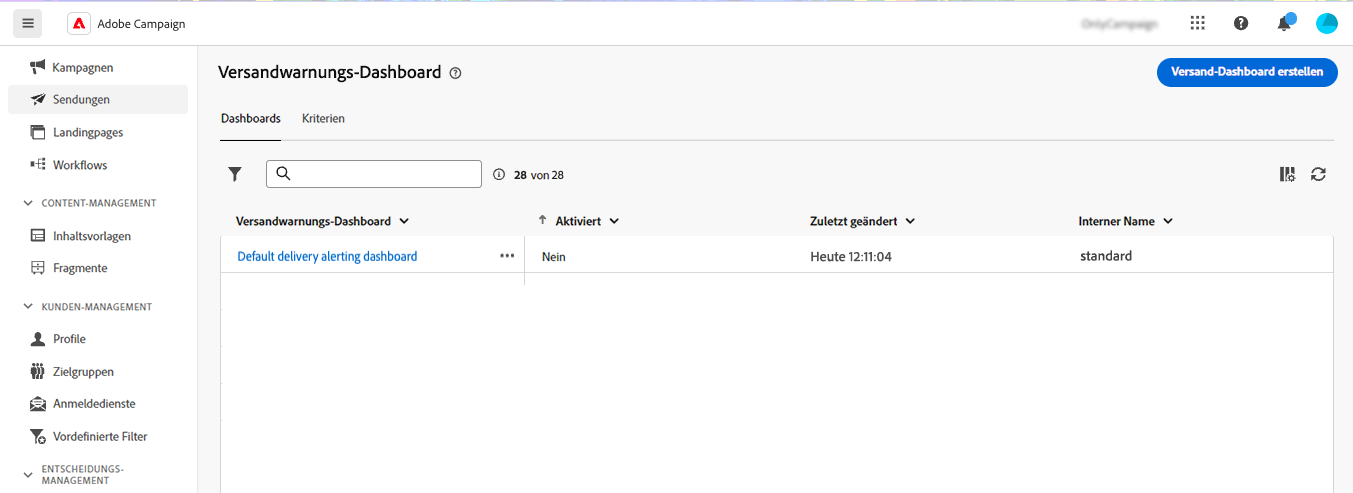 Adobe Campaign
Kampagnen
Sendungen
Landingpages
Workflows
CONTENT-MANAGEMENT
Inhaltsvorlagen
Fragmente
KUNDEN-MANAGEMENT
Profile
Zielgruppen
Anmeldedienste
Vordefinierte Filter
ENTSCHEIDUNGS-
MANAGEMENT
Versandwarnungs-Dashboard
Versand-Dashboard erstellen
Dashboards Kriterien
28 von 28
Versandwarnungs-Dashboard Aktiviert Zuletzt geändert Interner Name
Default delivery alerting dashboard ••• Nein Heute 12:11:04 standard